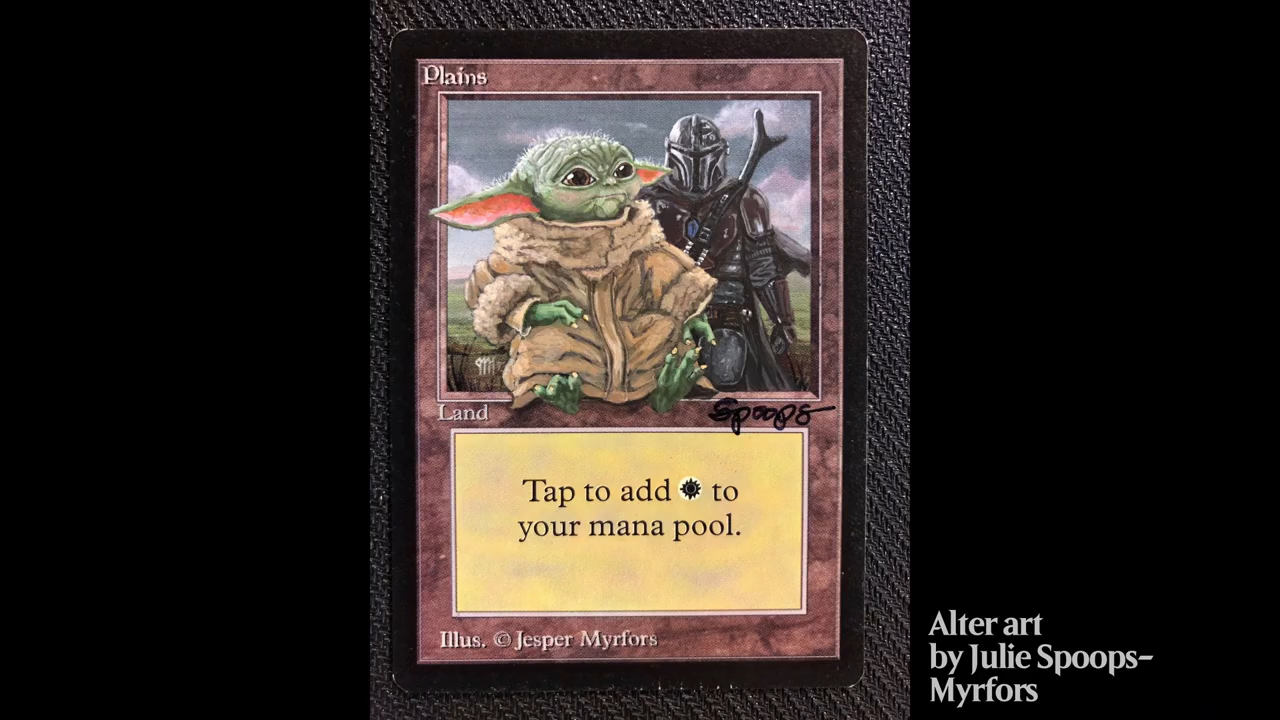 Plains
Land
Spoops
Tap to add to
your mana pool.
Illus. © Jesper Myrfors
Alter art
by Julie Spoops-
Myrfors